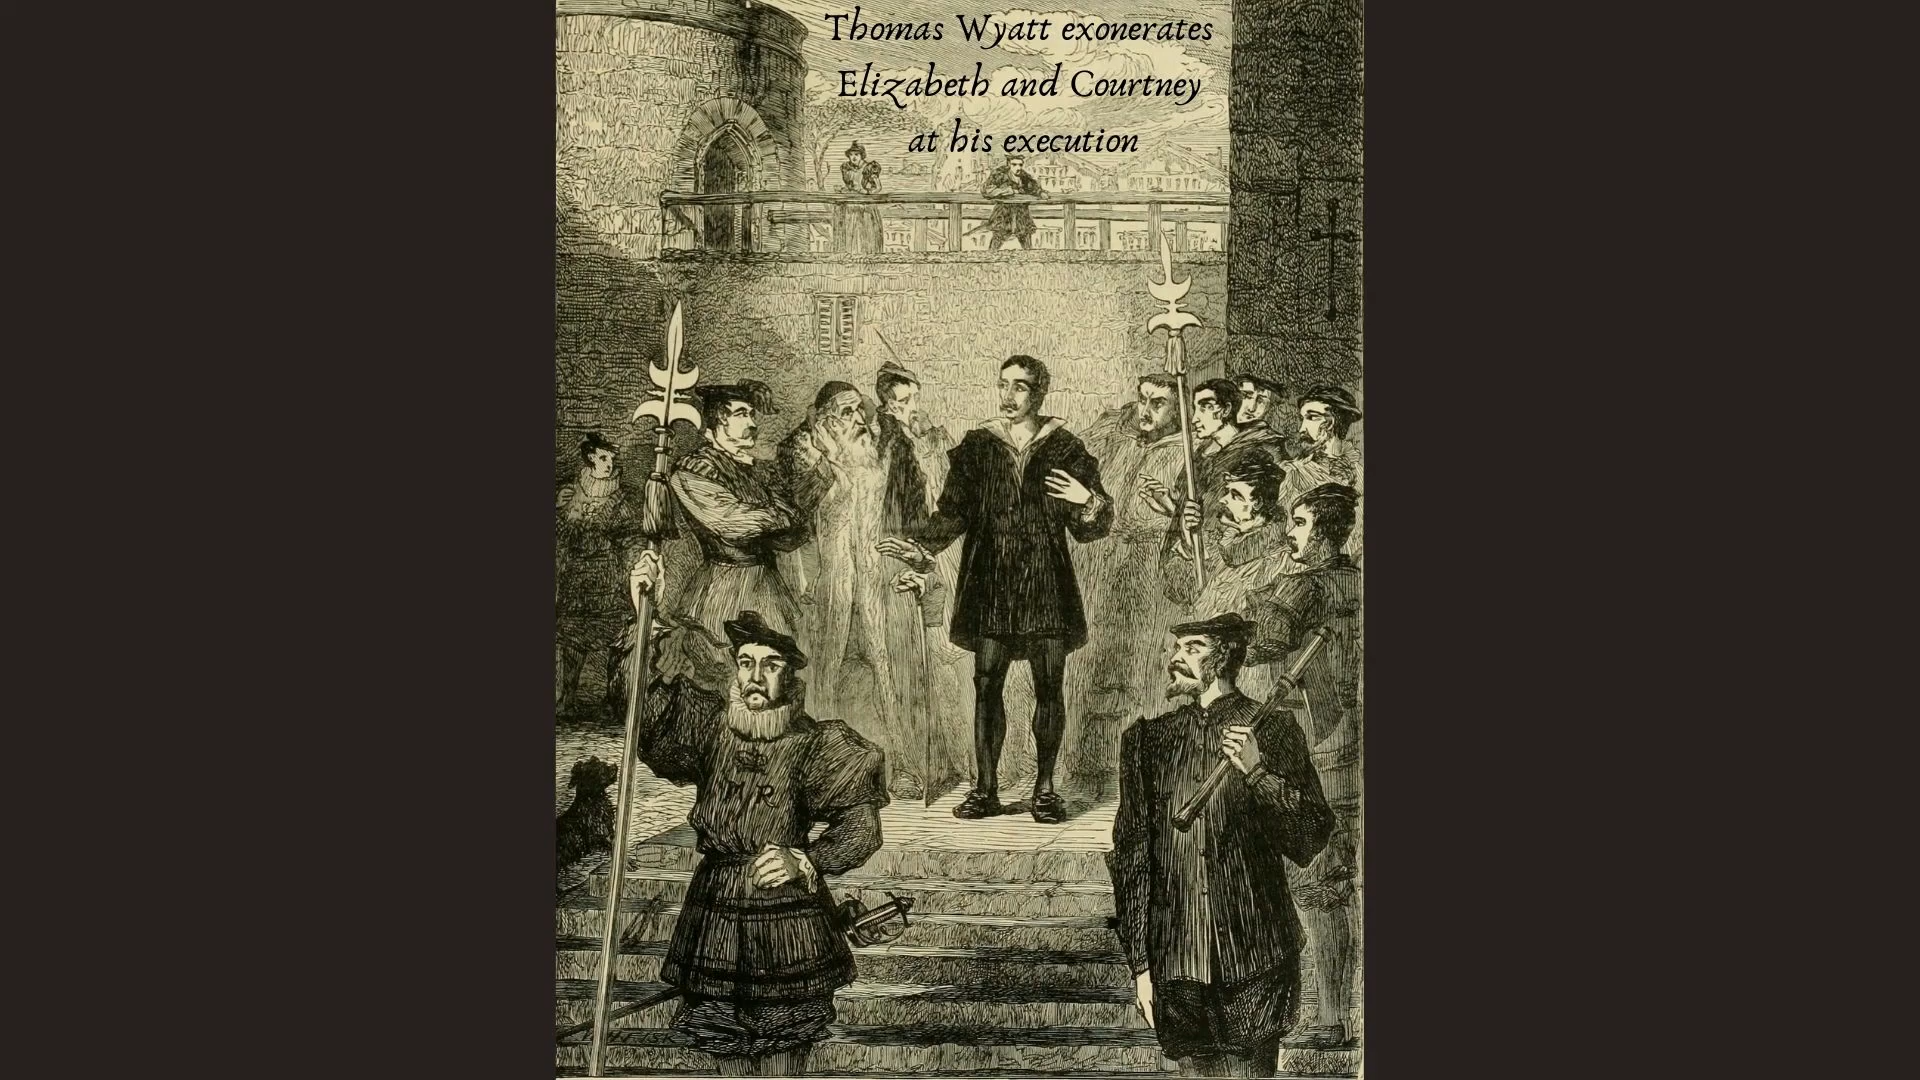 Thomas Wyatt exonerates
Elizabeth and Courtney
at his execution
M R